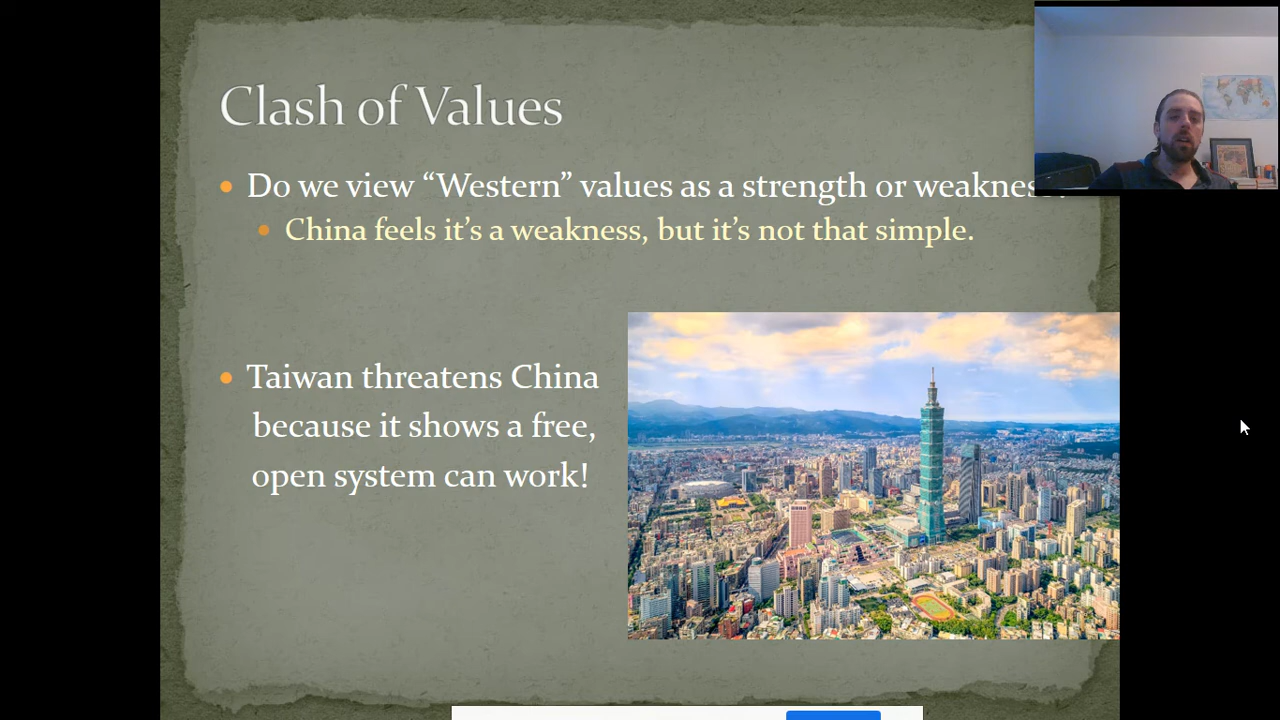 Clash of Values
Do we view “Western” values as a strength or weakness?
China feels it’s a weakness, but it’s not that simple.
Taiwan threatens China
because it shows a free,
open system can work!